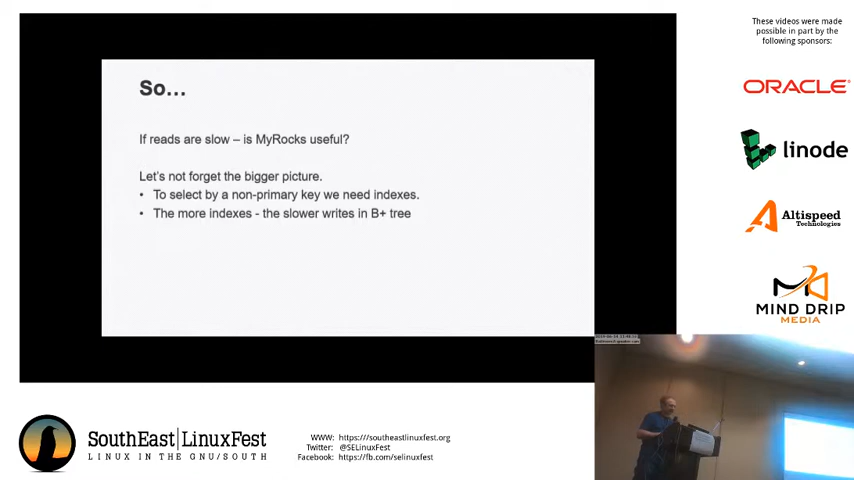 These videos were made
possible in part by the
following sponsors:
So...
If reads are slow – is MyRocks useful?
Let's not forget the bigger picture.
• To select by a non-primary key we need indexes.
• The more indexes - the slower writes in B+ tree
ORACLE®
linode
Altispeed
Technologies
MIND DRIP
MEDIA
SouthEast|LinuxFest
LINUX IN THE GNU/SOUTH
WWW: https:///southeastlinuxfest.org
Twitter: @SELinuxFest
Facebook: https://fb.com/selinuxfest